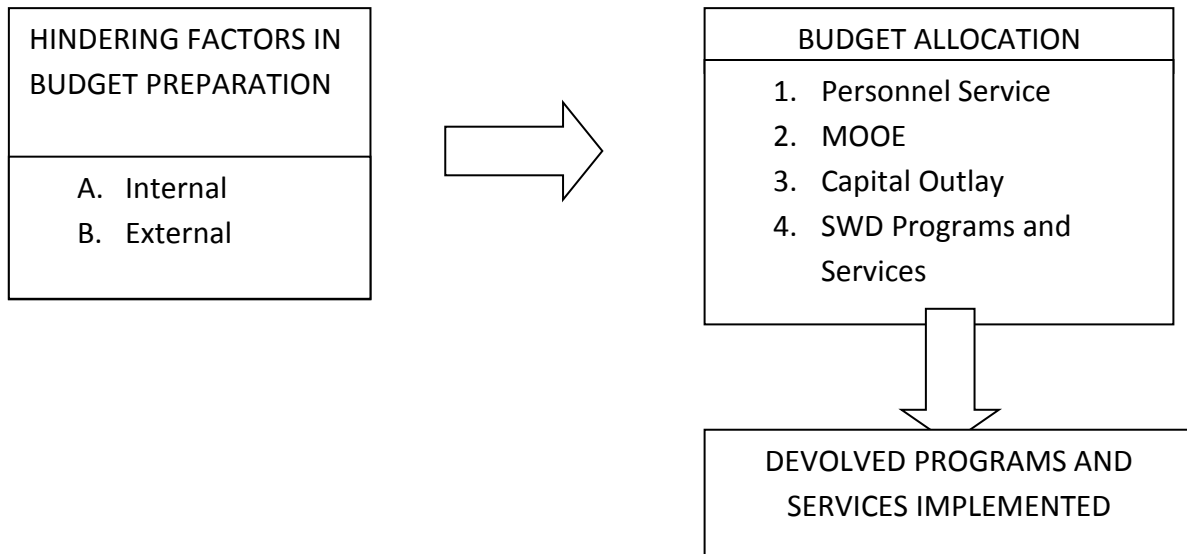 HINDERING FACTORS IN
BUDGET PREPARATION
A. Internal
B. External
BUDGET ALLOCATION
1. Personnel Service
2. MOOE
3. Capital Outlay
4. SWD Programs and
Services
DEVOLVED PROGRAMS AND
SERVICES IMPLEMENTED